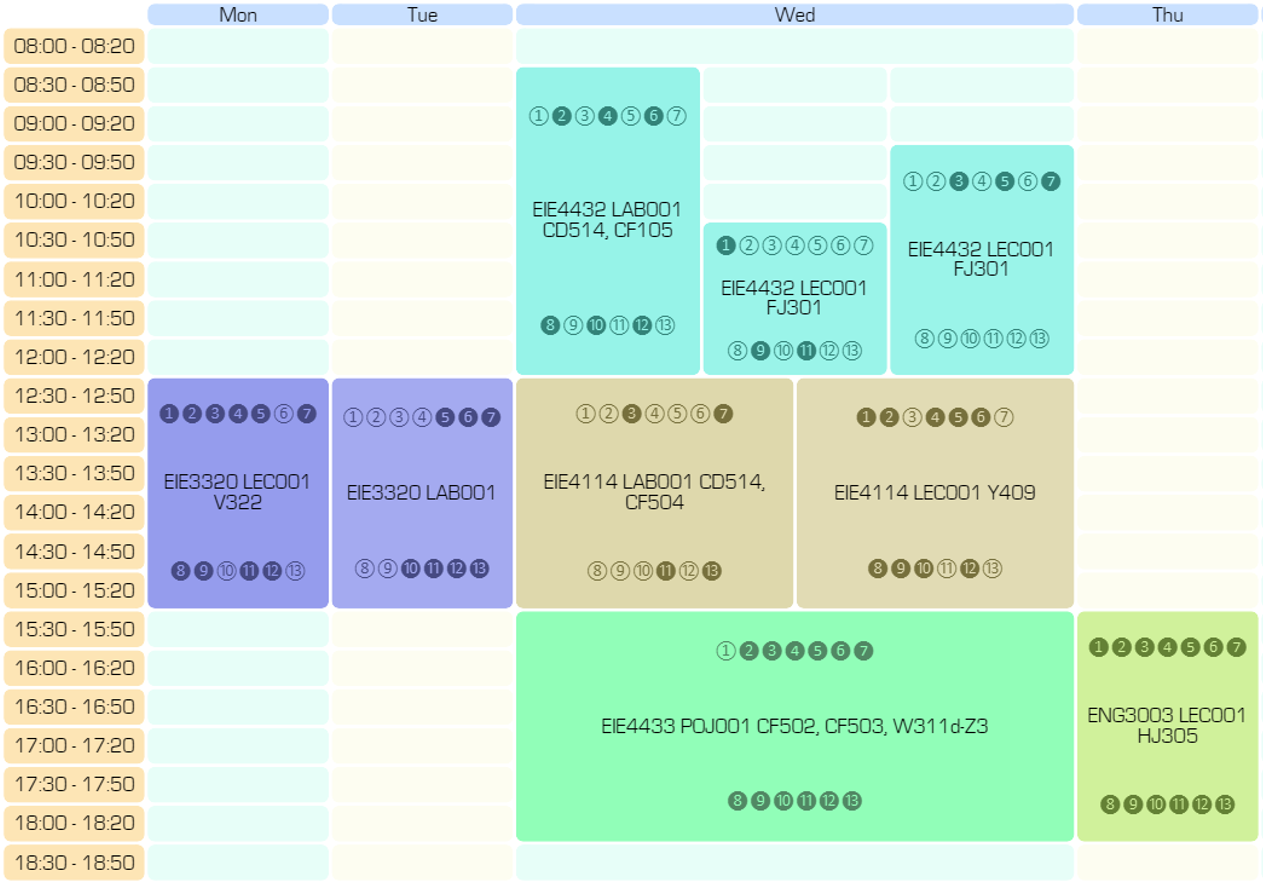 Mon Tue Wed Thu
08:00 - 08:20
08:30 - 08:50
09:00 - 09:20
09:30 - 09:50
10:00 - 10:20
10:30 - 10:50
11:00 - 11:20
11:30 - 11:50
12:00 - 12:20
12:30 - 12:50
13:00 - 13:20
13:30 - 13:50
14:00 - 14:20
14:30 - 14:50
15:00 - 15:20
15:30 - 15:50
16:00 - 16:20
16:30 - 16:50
17:00 - 17:20
17:30 - 17:50
18:00 - 18:20
18:30 - 18:50
①❷③❹⑤❻⑦
EIE4432 LAB001
CD514, CF105
❽⑨❿⑪⓬⑬
❶②③④⑤⑥⑦
EIE4432 LEC001
FJ301
⑧❾⑩⓫⑫⑬
①②❸④❺⑥❼
EIE4432 LEC001
FJ301
⑧⑨⑩⑪⑫⑬
❶❷❸❹❺⑥❼
EIE3320 LEC001
V322
❽❾⑩⓫⓬⑬
①②③④❺❻❼
EIE3320 LAB001
⑧⑨❿⓫⓬⓭
①②❸④⑤⑥❼
EIE4114 LAB001 CD514,
CF504
⑧⑨⑩⓫⑫⓭
❶❷③❹❺❻⑦
EIE4114 LEC001 Y409
❽❾❿⑪⓬⑬
①❷❸❹❺❻❼
EIE4433 POJ001 CF502, CF503, W311d-Z3
❽❾❿⓫⓬⓭
❶❷❸❹❺❻❼
ENG3003 LEC001
HJ305
❽❾❿⓫⓬⓭